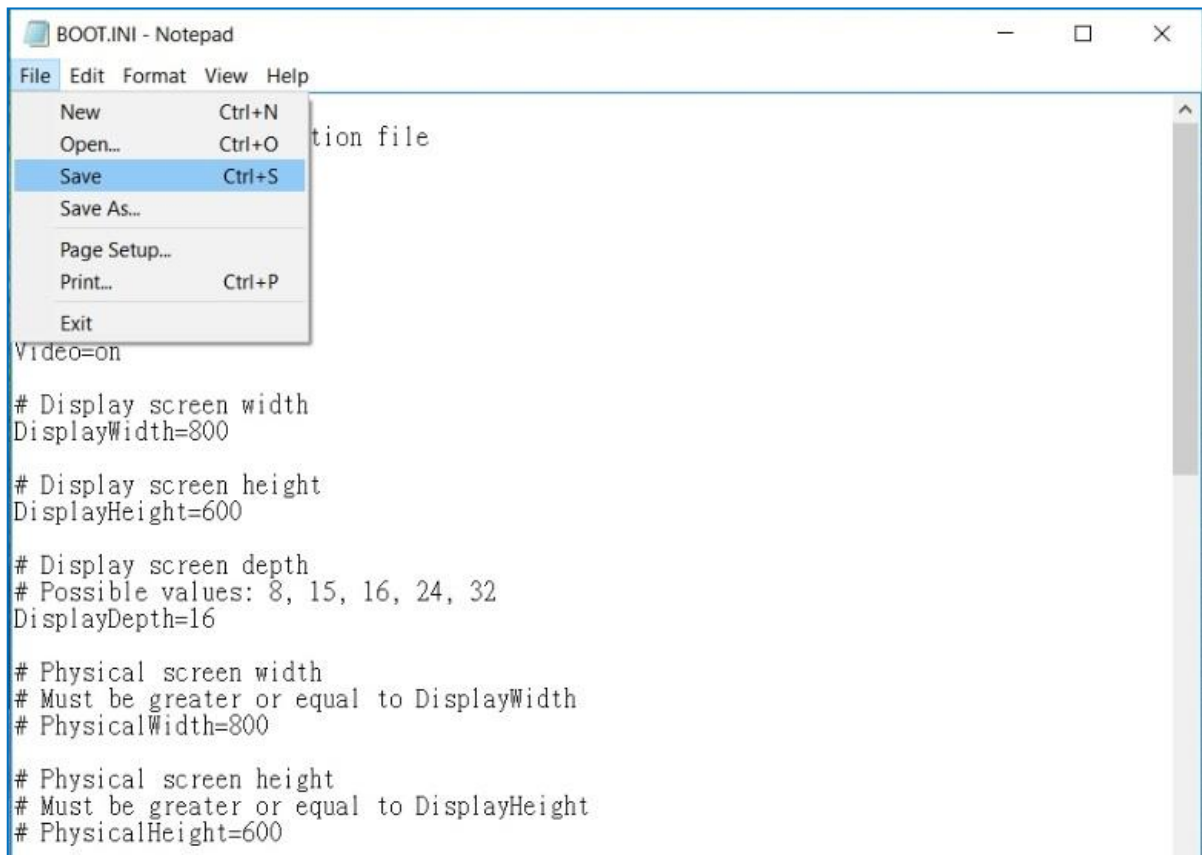 BOOT.INI - Notepad
File Edit Format View Help
New Ctrl+N
Open... Ctrl+O
Save Ctrl+S
Save As...
Page Setup...
Print... Ctrl+P
Exit
tion file
Video=on
# Display screen width
DisplayWidth=800
# Display screen height
DisplayHeight=600
# Display screen depth
# Possible values: 8, 15, 16, 24, 32
DisplayDepth=16
# Physical screen width
# Must be greater or equal to DisplayWidth
# PhysicalWidth=800
# Physical screen height
# Must be greater or equal to DisplayHeight
# PhysicalHeight=600